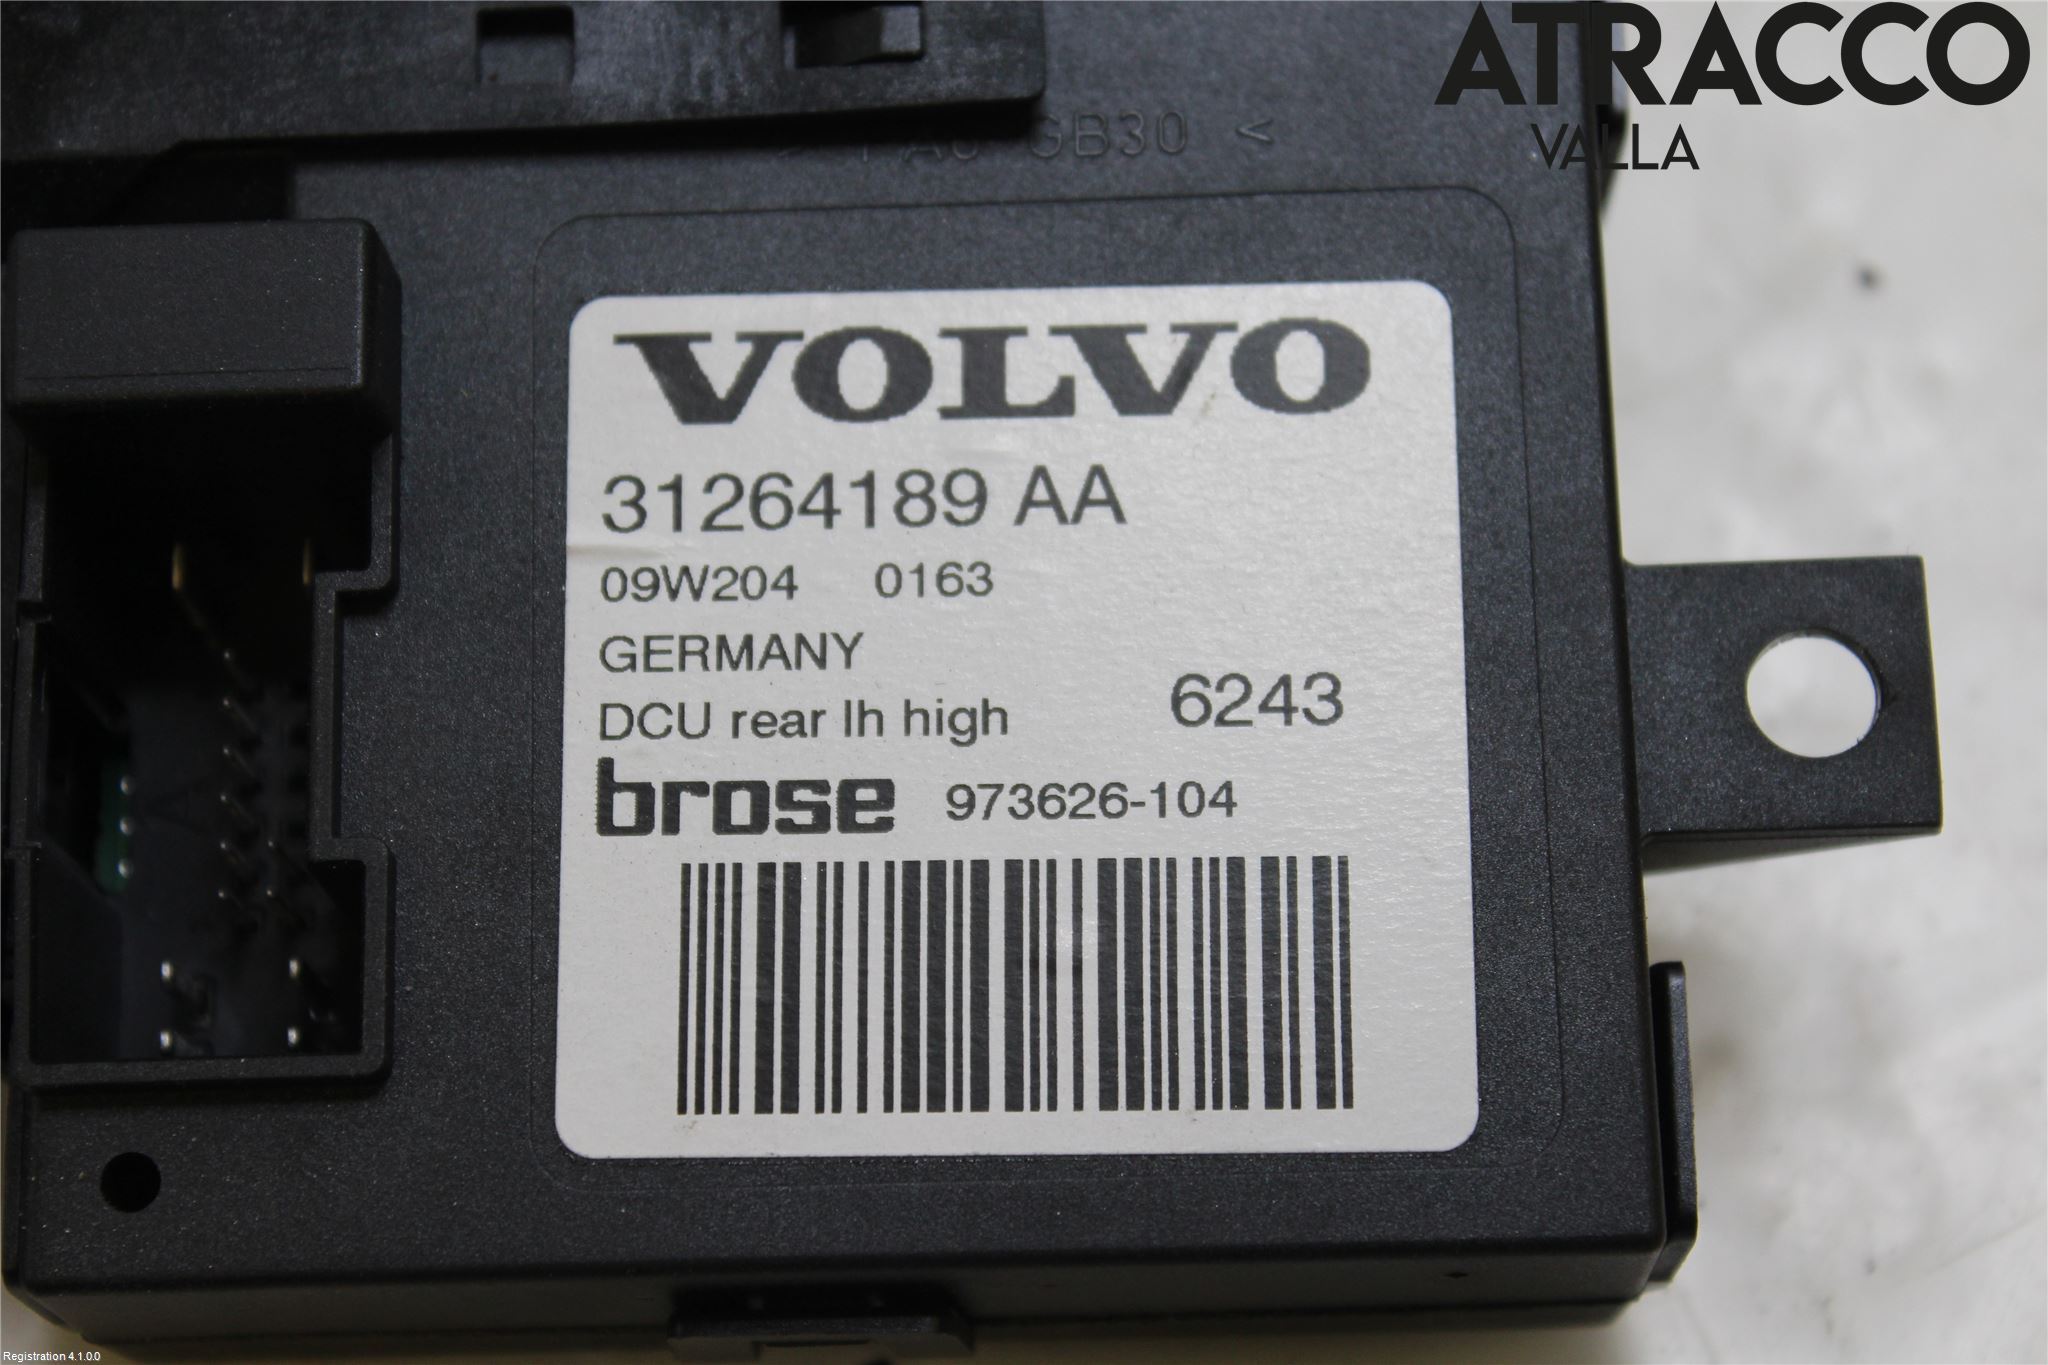 ATRACCO
VALLA
GB30 <
VOLVO
31264189 AA
09W204 0163
GERMANY
DCU rear lh high 6243
brose 973626-104
Registration 4.1.0.0